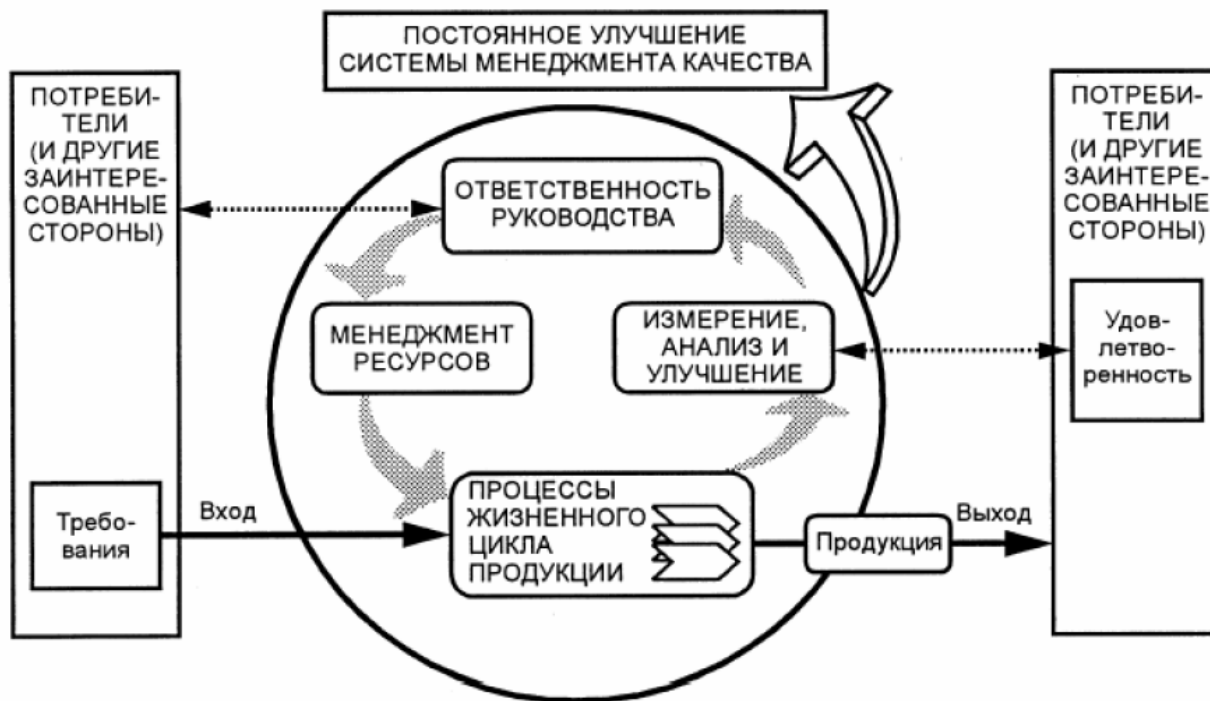 ПОСТОЯННОЕ УЛУЧШЕНИЕ
СИСТЕМЫ МЕНЕДЖМЕНТА КАЧЕСТВА
ПОТРЕБИ-
ТЕЛИ
(И ДРУГИЕ
ЗАИНТЕРЕ-
СОВАННЫЕ
СТОРОНЫ)
Требо-
вания
Вход
ОТВЕТСТВЕННОСТЬ
РУКОВОДСТВА
МЕНЕДЖМЕНТ
РЕСУРСОВ
ИЗМЕРЕНИЕ,
АНАЛИЗ И
УЛУЧШЕНИЕ
ПРОЦЕССЫ
ЖИЗНЕННОГО
ЦИКЛА
ПРОДУКЦИИ
Продукция
Выход
ПОТРЕБИ-
ТЕЛИ
(И ДРУГИЕ
ЗАИНТЕРЕ-
СОВАННЫЕ
СТОРОНЫ)
Удов-
летво-
ренность